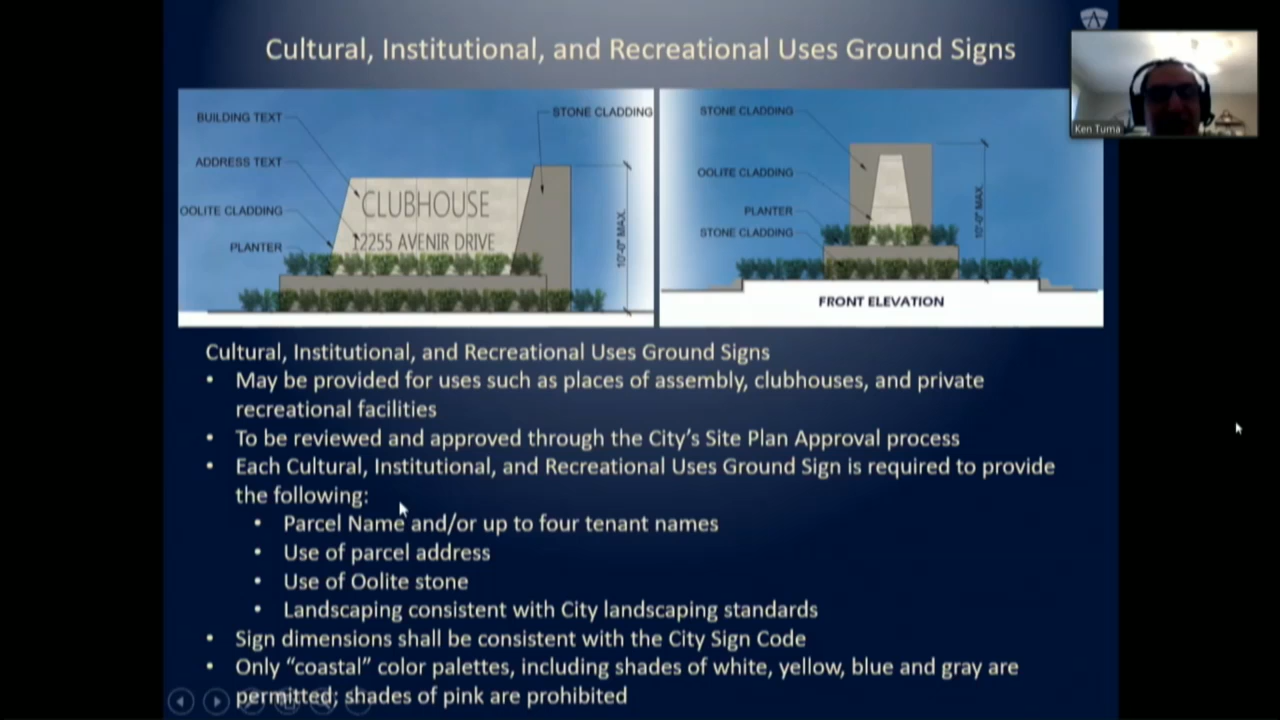 Cultural, Institutional, and Recreational Uses Ground Signs
Ken Tuma
BUILDING TEXT
STONE CLADDING
ADDRESS TEXT
OOLITE CLADDING
PLANTER
CLUBHOUSE
12255 AVENIR DRIVE
10'-0" MAX.
STONE CLADDING
OOLITE CLADDING
PLANTER
STONE CLADDING
10'-0" MAX.
FRONT ELEVATION
Cultural, Institutional, and Recreational Uses Ground Signs
• May be provided for uses such as places of assembly, clubhouses, and private
recreational facilities
• To be reviewed and approved through the City's Site Plan Approval process
• Each Cultural, Institutional, and Recreational Uses Ground Sign is required to provide
the following:
• Parcel Name and/or up to four tenant names
• Use of parcel address
• Use of Oolite stone
• Landscaping consistent with City landscaping standards
• Sign dimensions shall be consistent with the City Sign Code
• Only “coastal” color palettes, including shades of white, yellow, blue and gray are
permitted; shades of pink are prohibited